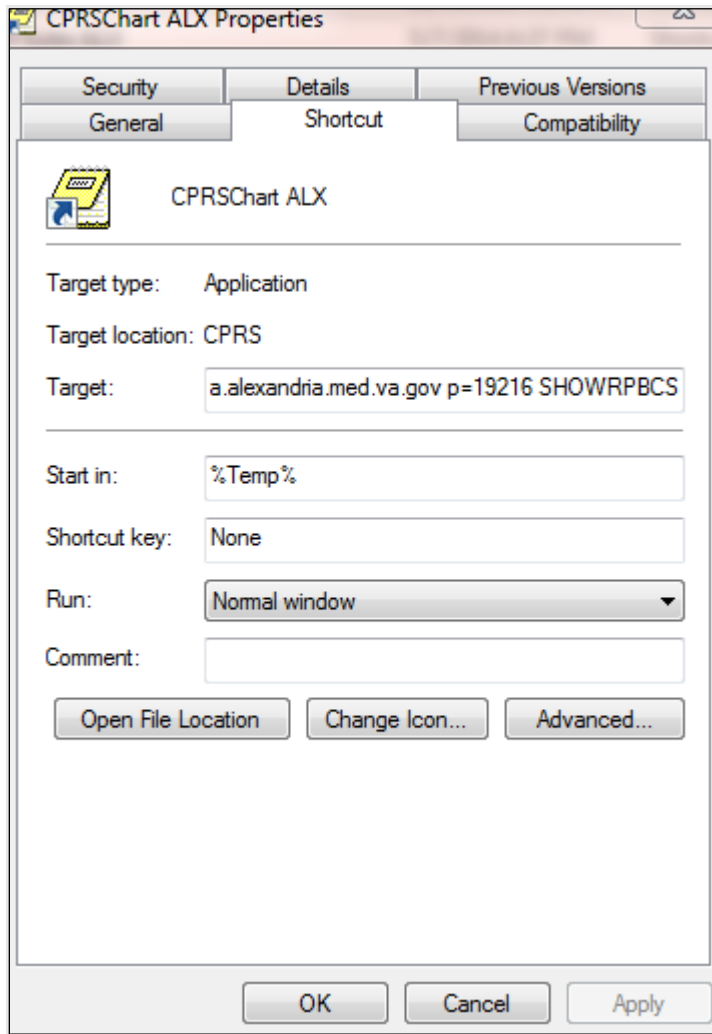 CPRSChart ALX Properties
Security Details Previous Versions
General Shortcut Compatibility
CPRSChart ALX
Target type: Application
Target location: CPRS
Target: a.alexandria.med.va.gov p=19216 SHOWRPBCS
Start in: %Temp%
Shortcut key: None
Run: Normal window
Comment:
Open File Location Change Icon... Advanced...
OK Cancel Apply